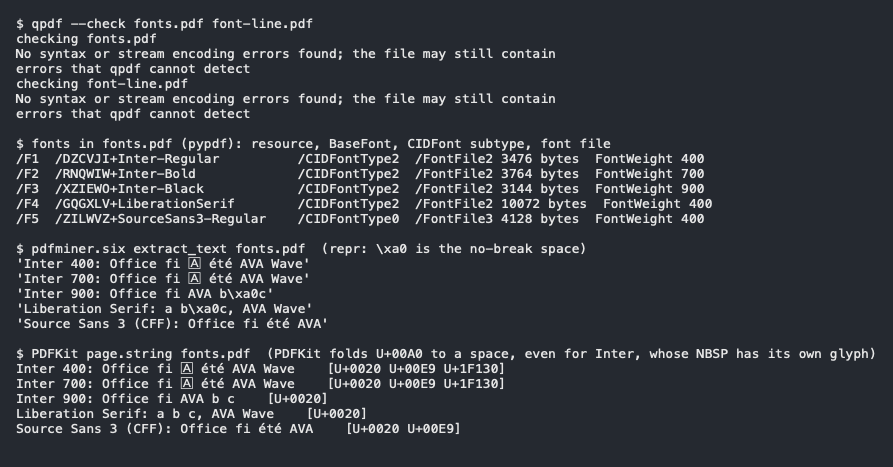 $ qpdf --check fonts.pdf font-line.pdf
checking fonts.pdf
No syntax or stream encoding errors found; the file may still contain
errors that qpdf cannot detect
checking font-line.pdf
No syntax or stream encoding errors found; the file may still contain
errors that qpdf cannot detect
$ fonts in fonts.pdf (pypdf): resource, BaseFont, CIDFont subtype, font file
/F1  /DZCVJI+Inter-Regular          /CIDFontType2  /FontFile2 3476 bytes  FontWeight 400
/F2  /RNQWIW+Inter-Bold             /CIDFontType2  /FontFile2 3764 bytes  FontWeight 700
/F3  /XZIEWO+Inter-Black            /CIDFontType2  /FontFile2 3144 bytes  FontWeight 900
/F4  /GQGXLV+LiberationSerif        /CIDFontType2  /FontFile2 10072 bytes  FontWeight 400
/F5  /ZILWVZ+SourceSans3-Regular    /CIDFontType0  /FontFile3 4128 bytes  FontWeight 400
$ pdfminer.six extract_text fonts.pdf  (repr: \xa0 is the no-break space)
'Inter 400: Office fi 🄰 été AVA Wave'
'Inter 700: Office fi 🄰 été AVA Wave'
'Inter 900: Office fi AVA b\xa0c'
'Liberation Serif: a b\xa0c, AVA Wave'
'Source Sans 3 (CFF): Office fi été AVA'
$ PDFKit page.string fonts.pdf  (PDFKit folds U+00A0 to a space, even for Inter, whose NBSP has its own glyph)
Inter 400: Office fi 🄰 été AVA Wave    [U+0020 U+00E9 U+1F130]
Inter 700: Office fi 🄰 été AVA Wave    [U+0020 U+00E9 U+1F130]
Inter 900: Office fi AVA b c    [U+0020]
Liberation Serif: a b c, AVA Wave    [U+0020]
Source Sans 3 (CFF): Office fi été AVA    [U+0020 U+00E9]